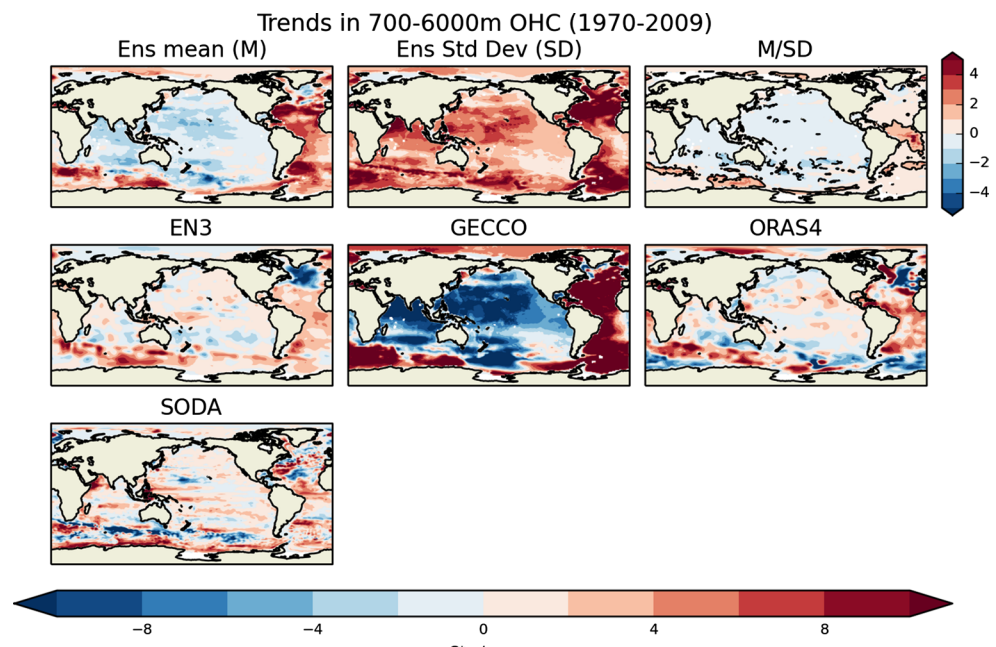 Trends in 700-6000m OHC (1970-2009)
Ens mean (M)
Ens Std Dev (SD)
M/SD
4
2
0
−2
−4
EN3
GECCO
ORAS4
SODA
−8
−4
0
4
8